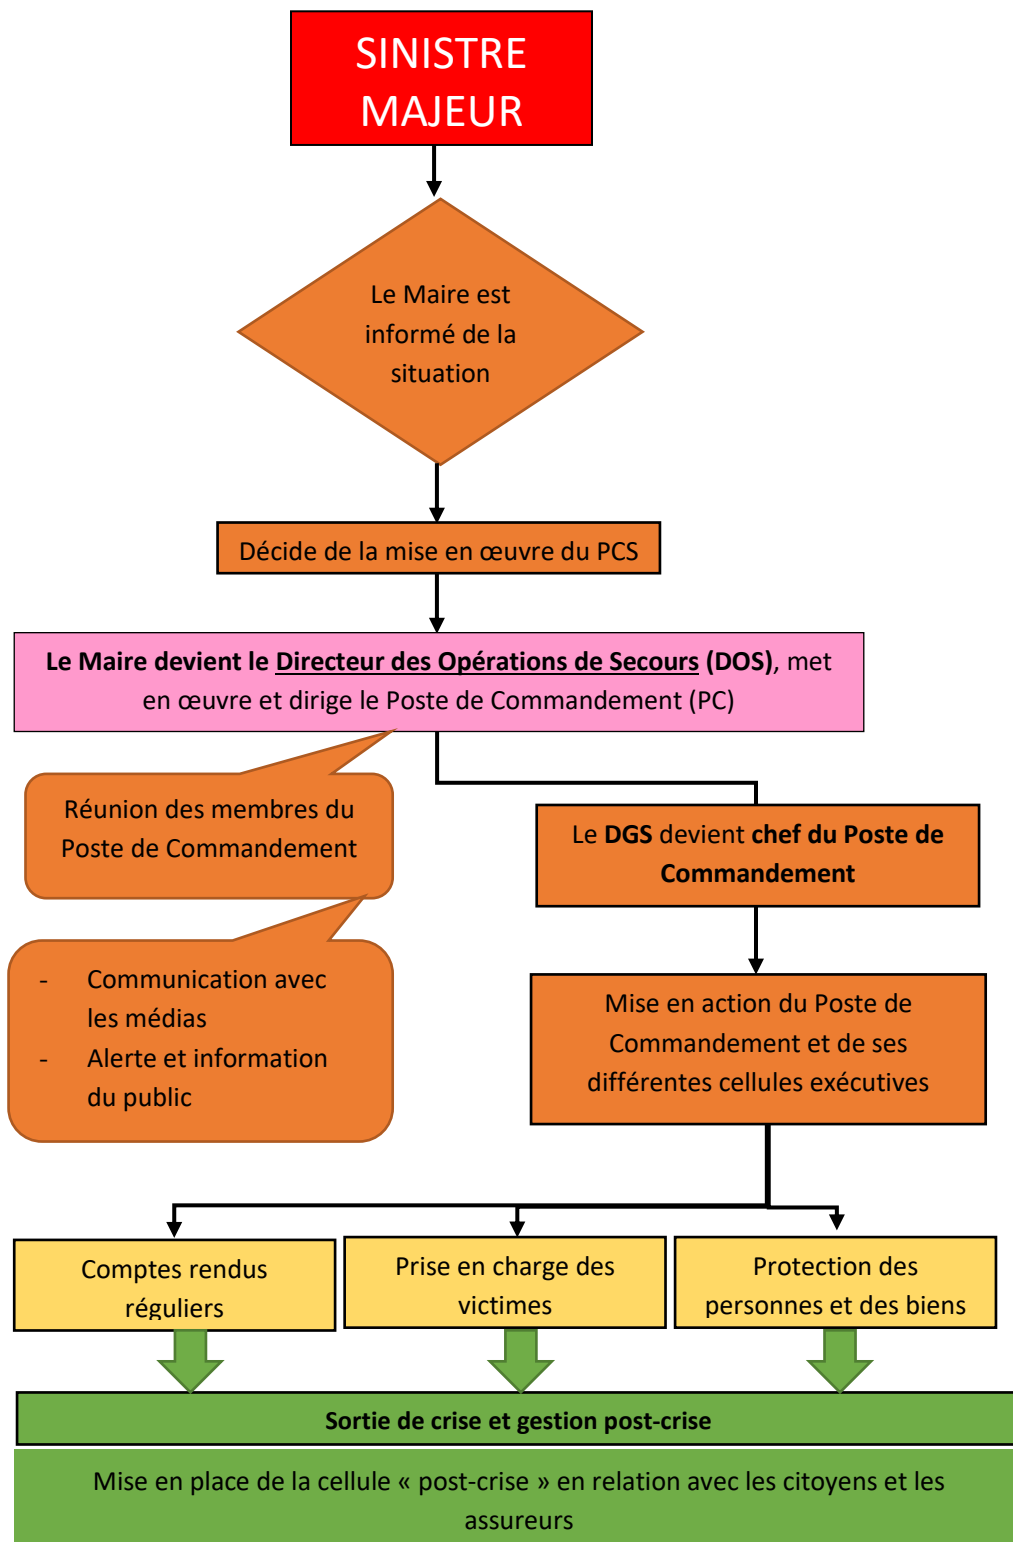 SINISTRE
MAJEUR
Le Maire est
informé de la
situation
Décide de la mise en œuvre du PCS
Le Maire devient le Directeur des Opérations de Secours (DOS), met
en œuvre et dirige le Poste de Commandement (PC)
Réunion des membres du
Poste de Commandement
Le DGS devient chef du Poste de
Commandement
- Communication avec
les médias
- Alerte et information
du public
Mise en action du Poste de
Commandement et de ses
différentes cellules exécutives
Comptes rendus
réguliers
Prise en charge des
victimes
Protection des
personnes et des biens
Sortie de crise et gestion post-crise
Mise en place de la cellule « post-crise » en relation avec les citoyens et les
assureurs